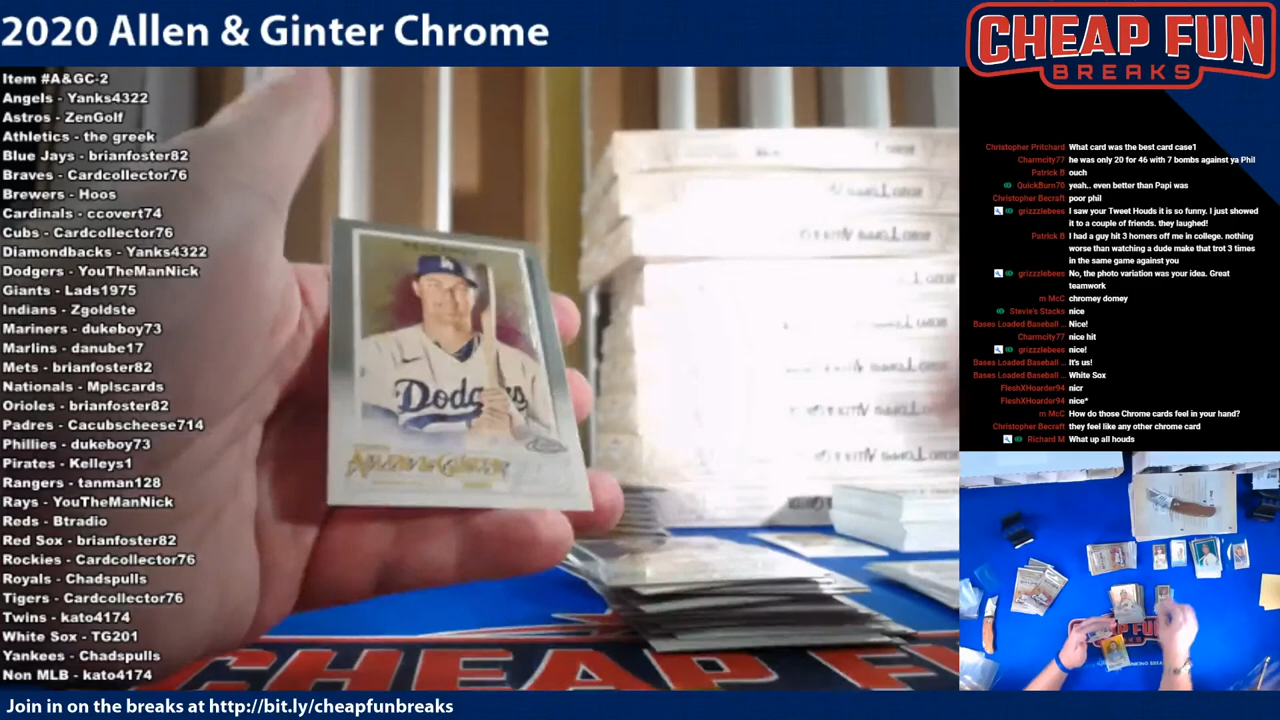 2020 Allen & Ginter Chrome
CHEAP FUN
BREAKS
Item #A&GC-2
Angels - Yanks4322
Astros - ZenGolf
Athletics - the greek
Blue Jays - brianfoster82
Braves - Cardcollector76
Brewers - Hoos
Cardinals - ccovert74
Cubs - Cardcollector76
Diamondbacks - Yanks4322
Dodgers - YouTheManNick
Giants - Lads1975
Indians - Zgoldste
Mariners - dukeboy73
Marlins - danube17
Mets - brianfoster82
Nationals - Mplscards
Orioles - brianfoster82
Padres - Cacubscheese714
Phillies - dukeboy73
Pirates - Kelleys1
Rangers - tanman128
Rays - YouTheManNick
Reds - Btradio
Red Sox - brianfoster82
Rockies - Cardcollector76
Royals - Chadspulls
Tigers - Cardcollector76
Twins - kato4174
White Sox - TG201
Yankees - Chadspulls
Non MLB - kato4174
Dodgers
Allen & Ginter
CHEAP FUN
Christopher Pritchard What card was the best card case1
Charmcity77 he was only 20 for 46 with 7 bombs against ya Phil
Patrick B ouch
QuickBurn70 yeah.. even better than Papi was
Christopher Becraft poor phil
grizzzlebees I saw your Tweet Houds it is so funny. I just showed
it to a couple of friends. they laughed!
Patrick B I had a guy hit 3 homers off me in college. nothing
worse than watching a dude make that trot 3 times
in the same game against you
grizzzlebees No, the photo variation was your idea. Great
teamwork
m McC chromey domey
Stevie's Stacks nice
Bases Loaded Baseball ... Nice!
Charmcity77 nice hit
grizzzlebees nice!
Bases Loaded Baseball ... It's us!
Bases Loaded Baseball ... White Sox
FleshXHoarder94 nicr
FleshXHoarder94 nice*
m McC How do those Chrome cards feel in your hand?
Christopher Becraft they feel like any other chrome card
Richard M What up all houds
Join in on the breaks at http://bit.ly/cheapfunbreaks